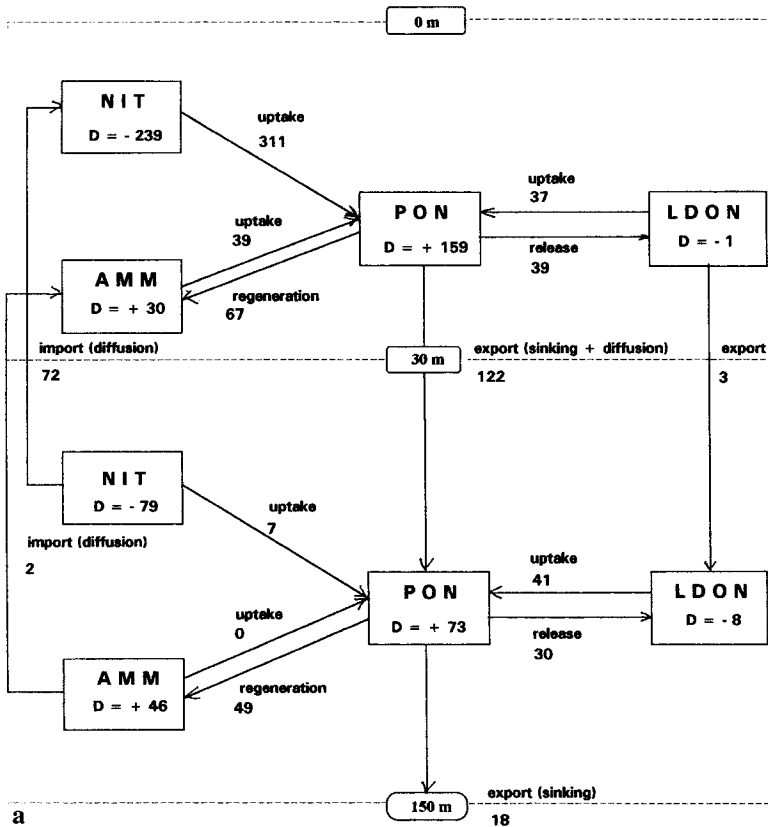 0 m
NIT
D = - 239
uptake
311
uptake
37
PON
D = + 159
LDON
D = - 1
uptake
39
release
39
AMM
D = + 30
regeneration
67
import (diffusion)
72
30 m
export (sinking + diffusion)
122
export
3
NIT
D = - 79
uptake
7
import (diffusion)
2
uptake
41
PON
D = + 73
LDON
D = - 8
uptake
0
release
30
AMM
D = + 46
regeneration
49
150 m
export (sinking)
18
a